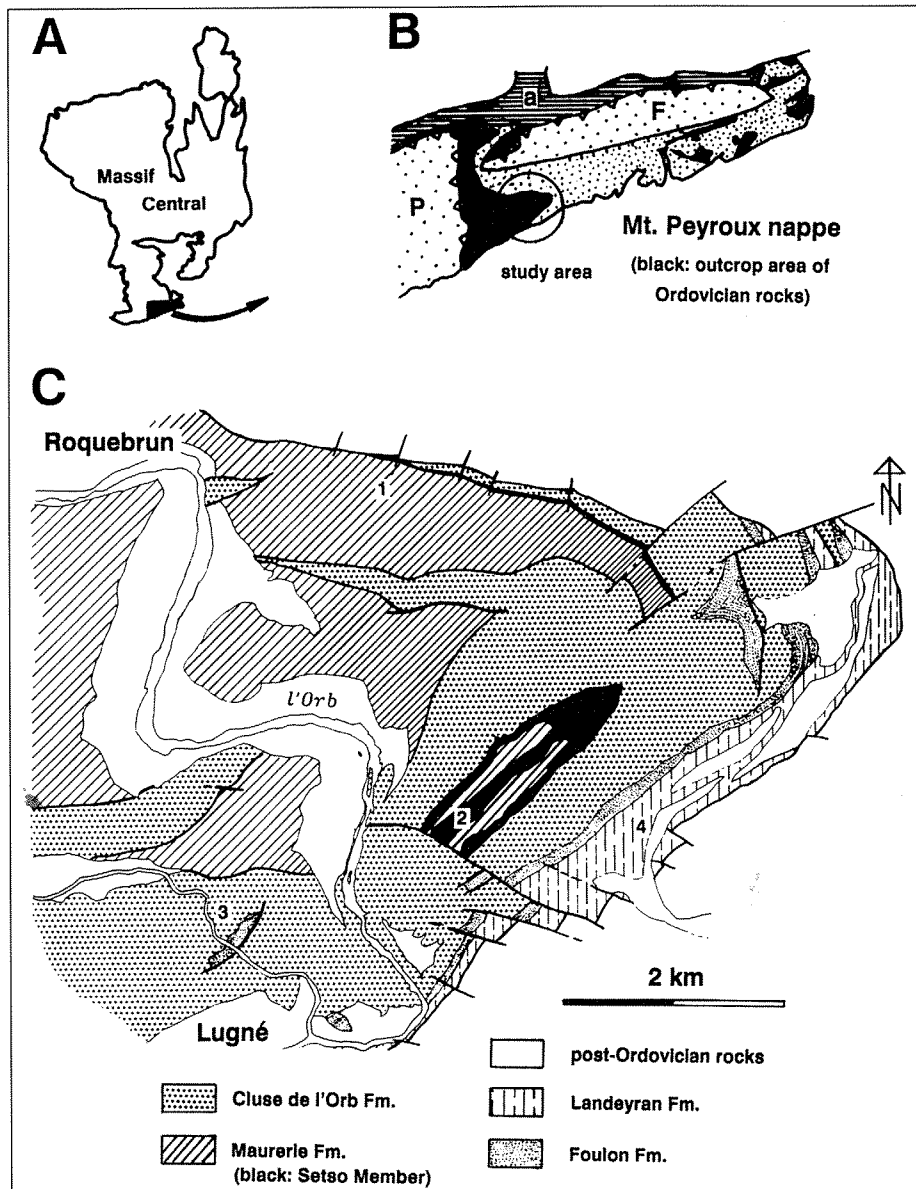 A
Massif
Central
B
a
F
P
study area
Mt. Peyroux nappe
(black: outcrop area of
Ordovician rocks)
C
Roquebrun
1
N
l'Orb
2
4
3
2 km
Lugné
post-Ordovician rocks
Cluse de l'Orb Fm.
Landeyran Fm.
Maurerie Fm.
(black: Setso Member)
Foulon Fm.